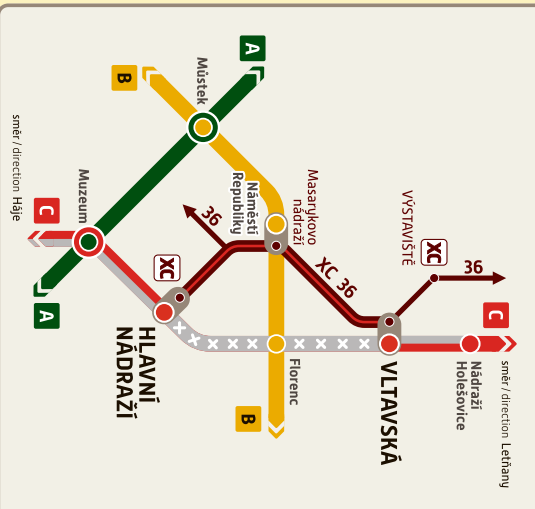 A
B
Můstek
Masarykovo
nádraží
Náměstí
Republiky
VÝSTAVIŠTĚ
XC
36
36
XC 36
XC
směr / direction Háje
C
Muzeum
A
HLAVNÍ
NÁDRAŽÍ
Florenc
B
VLTAVSKÁ
C
Nádraží
Holešovice
směr / direction Letňany